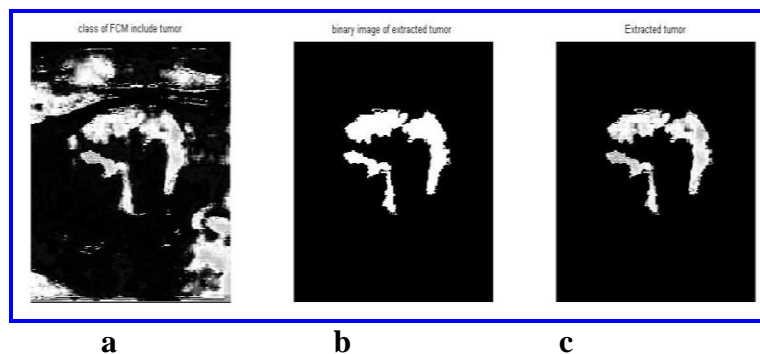 class of FCM include tumor
binary image of extracted tumor
Extracted tumor
a
b
c